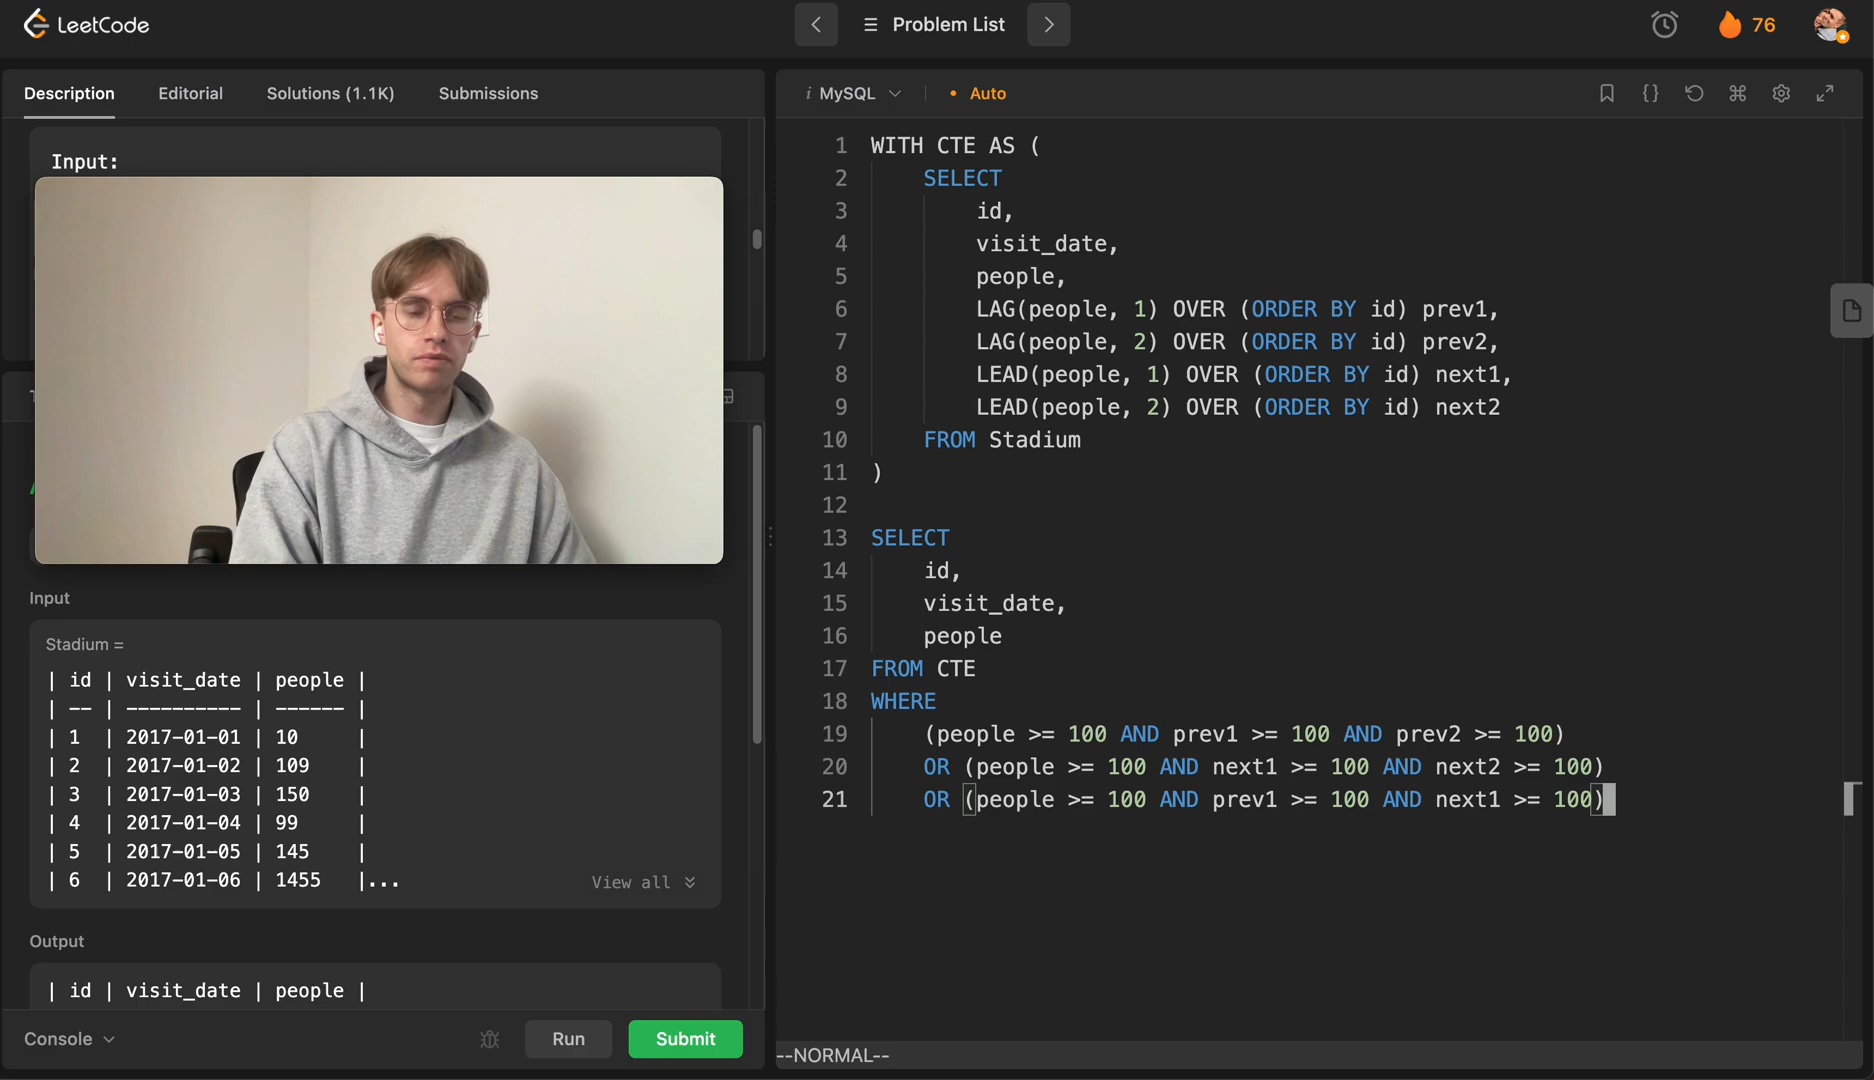 LeetCode
Problem List
76
Description
Editorial
Solutions (1.1K)
Submissions
Input:
Input
Stadium =
| id | visit_date | people |
| -- | ---------- | ------ |
| 1 | 2017-01-01 | 10 |
| 2 | 2017-01-02 | 109 |
| 3 | 2017-01-03 | 150 |
| 4 | 2017-01-04 | 99 |
| 5 | 2017-01-05 | 145 |
| 6 | 2017-01-06 | 1455 |...
View all
Output
| id | visit_date | people |
Console
Run
Submit
i MySQL
• Auto
1 WITH CTE AS (
2 SELECT
3 id,
4 visit_date,
5 people,
6 LAG(people, 1) OVER (ORDER BY id) prev1,
7 LAG(people, 2) OVER (ORDER BY id) prev2,
8 LEAD(people, 1) OVER (ORDER BY id) next1,
9 LEAD(people, 2) OVER (ORDER BY id) next2
10 FROM Stadium
11 )
12
13 SELECT
14 id,
15 visit_date,
16 people
17 FROM CTE
18 WHERE
19 (people >= 100 AND prev1 >= 100 AND prev2 >= 100)
20 OR (people >= 100 AND next1 >= 100 AND next2 >= 100)
21 OR (people >= 100 AND prev1 >= 100 AND next1 >= 100)
--NORMAL--